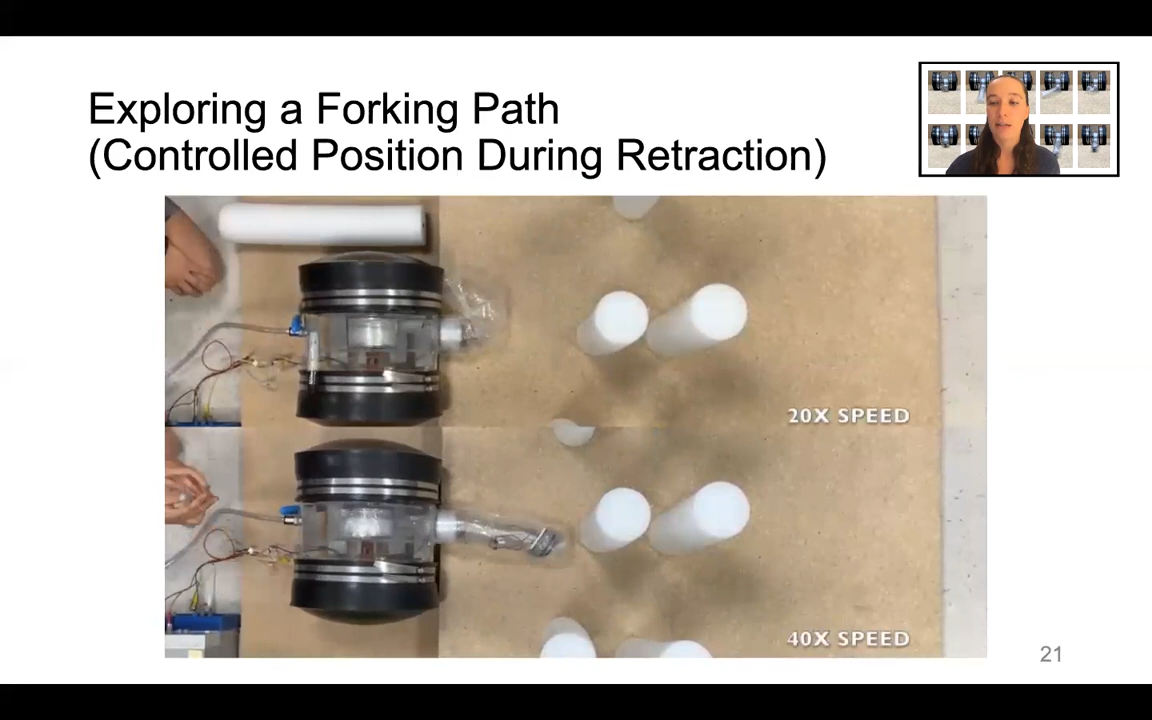 Exploring a Forking Path
(Controlled Position During Retraction)
20X SPEED
40X SPEED
21